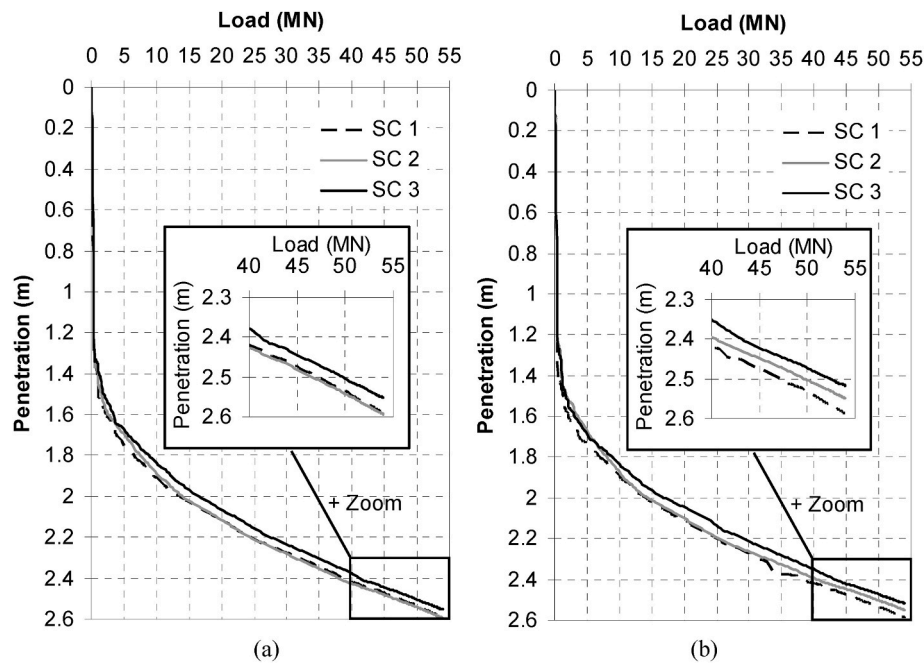 Load (MN)
0 5 10 15 20 25 30 35 40 45 50 55
0
0.2
0.4
0.6
0.8
1
1.2
1.4
1.6
1.8
2
2.2
2.4
2.6
Penetration (m)
SC 1
SC 2
SC 3
Load (MN)
40 45 50 55
2.3
2.4
2.5
2.6
Penetration (m)
+ Zoom
(a)
Load (MN)
0 5 10 15 20 25 30 35 40 45 50 55
0
0.2
0.4
0.6
0.8
1
1.2
1.4
1.6
1.8
2
2.2
2.4
2.6
Penetration (m)
SC 1
SC 2
SC 3
Load (MN)
40 45 50 55
2.3
2.4
2.5
2.6
Penetration (m)
+ Zoom
(b)